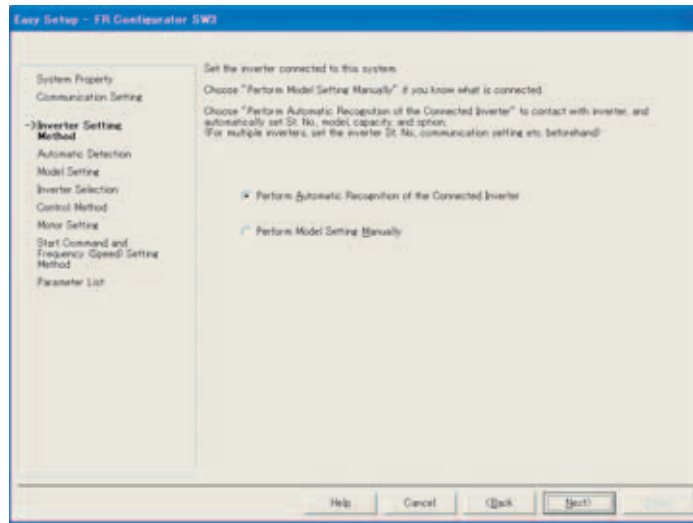 Easy Setup - FR Configurator SW3
System Property
Communication Setting
->Inverter Setting
Method
Automatic Detection
Model Setting
Inverter Selection
Control Method
Motor Setting
Start Command and
Frequency (Speed) Setting
Method
Parameter List
Set the inverter connected to this system.
Choose "Perform Model Setting Manually" if you know what is connected.
Choose "Perform Automatic Recognition of the Connected Inverter" to contact with inverter, and
automatically set St. No., model, capacity and option.
(For multiple inverters, set the inverter St. No., communication setting etc. beforehand)
Perform Automatic Recognition of the Connected Inverter
Perform Model Setting Manually
Help
Cancel
<Back
Next>